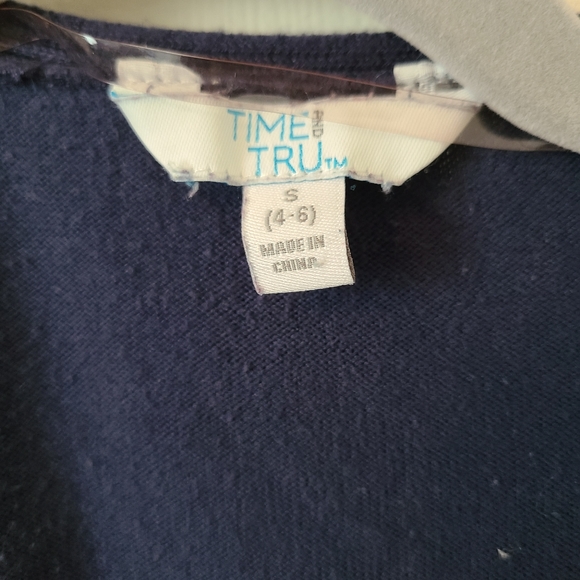 TIME AND
TRU™
S
(4-6)
MADE IN
CHINA